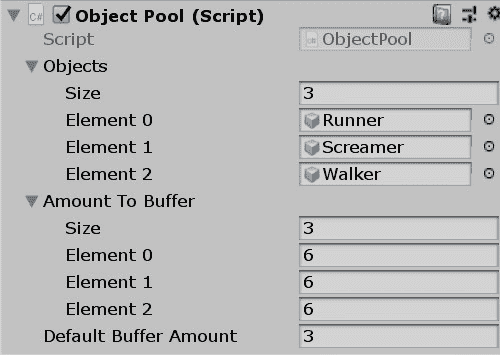 C# Object Pool (Script)
Script ObjectPool
Objects
Size 3
Element 0 Runner
Element 1 Screamer
Element 2 Walker
Amount To Buffer
Size 3
Element 0 6
Element 1 6
Element 2 6
Default Buffer Amount 3